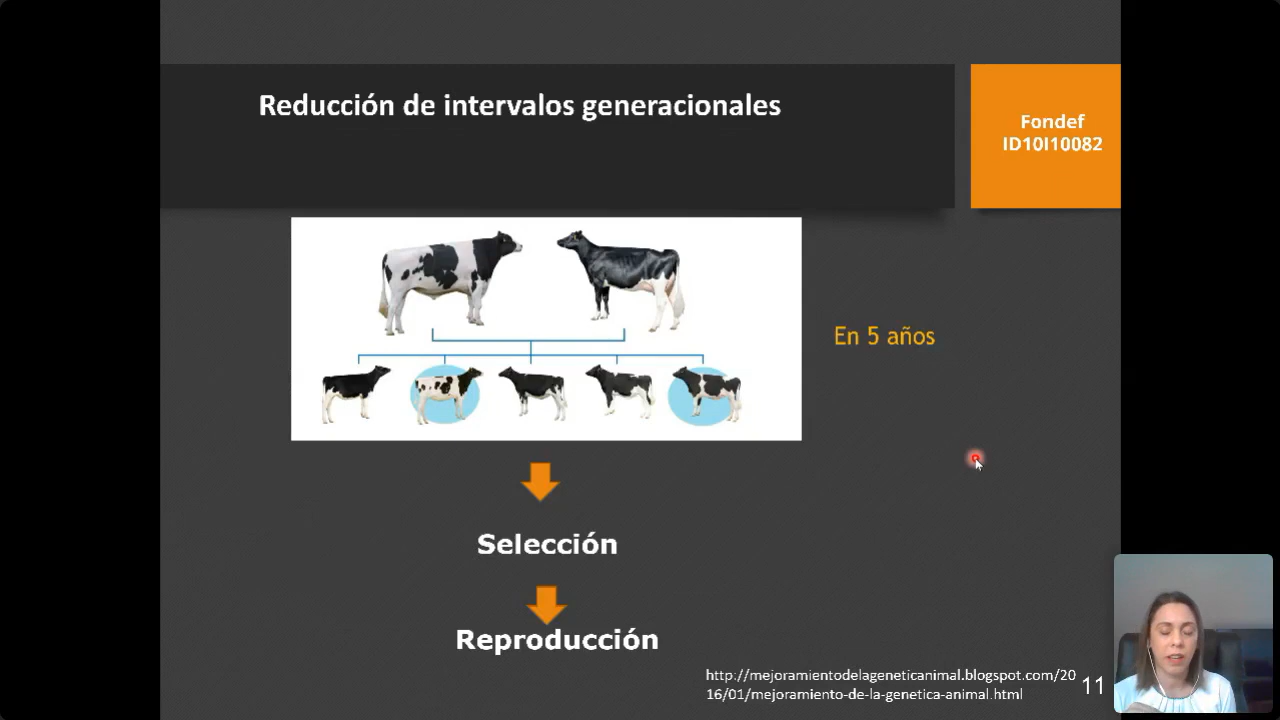 Reducción de intervalos generacionales
Fondef
ID10I10082
En 5 años
Selección
Reproducción
http://mejoramientodelageneticanimal.blogspot.com/20
16/01/mejoramiento-de-la-genetica-animal.html
11